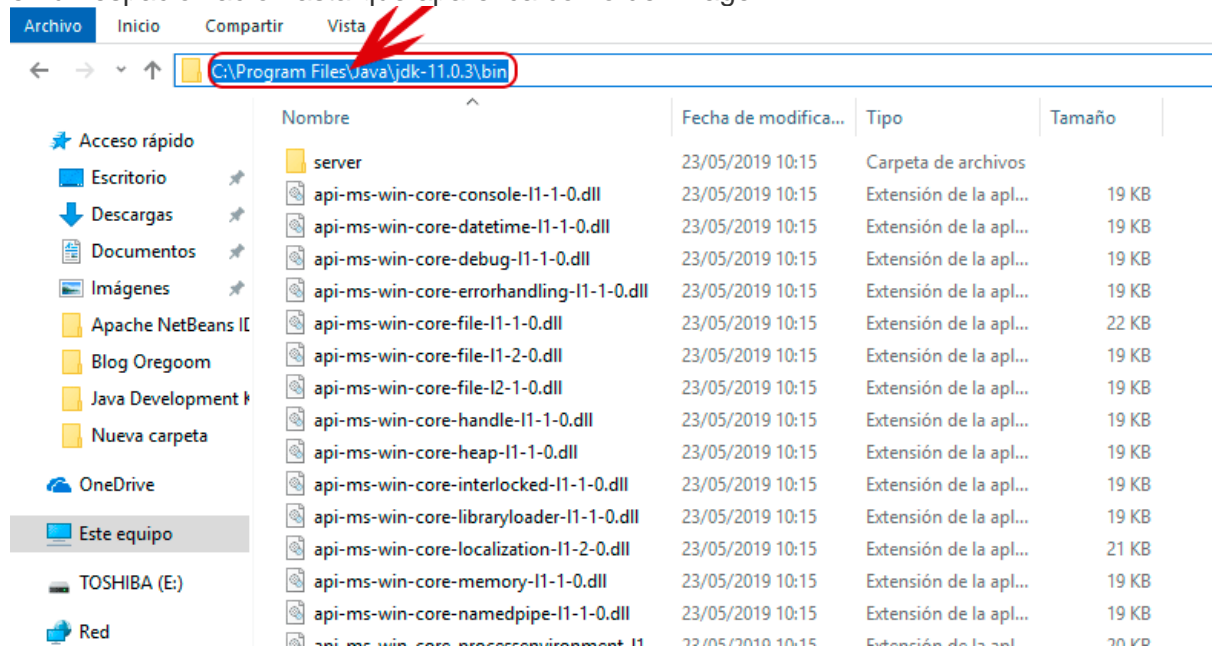 Archivo Inicio Compartir Vista
C:\Program Files\Java\jdk-11.0.3\bin
Nombre Fecha de modifica... Tipo Tamaño
Acceso rápido
Escritorio
Descargas
Documentos
Imágenes
Apache NetBeans ID
Blog Oregoom
Java Development K
Nueva carpeta
OneDrive
Este equipo
TOSHIBA (E:)
Red
server 23/05/2019 10:15 Carpeta de archivos
api-ms-win-core-console-l1-1-0.dll 23/05/2019 10:15 Extensión de la apl... 19 KB
api-ms-win-core-datetime-l1-1-0.dll 23/05/2019 10:15 Extensión de la apl... 19 KB
api-ms-win-core-debug-l1-1-0.dll 23/05/2019 10:15 Extensión de la apl... 19 KB
api-ms-win-core-errorhandling-l1-1-0.dll 23/05/2019 10:15 Extensión de la apl... 19 KB
api-ms-win-core-file-l1-1-0.dll 23/05/2019 10:15 Extensión de la apl... 22 KB
api-ms-win-core-file-l1-2-0.dll 23/05/2019 10:15 Extensión de la apl... 19 KB
api-ms-win-core-file-l2-1-0.dll 23/05/2019 10:15 Extensión de la apl... 19 KB
api-ms-win-core-handle-l1-1-0.dll 23/05/2019 10:15 Extensión de la apl... 19 KB
api-ms-win-core-heap-l1-1-0.dll 23/05/2019 10:15 Extensión de la apl... 19 KB
api-ms-win-core-interlocked-l1-1-0.dll 23/05/2019 10:15 Extensión de la apl... 19 KB
api-ms-win-core-libraryloader-l1-1-0.dll 23/05/2019 10:15 Extensión de la apl... 19 KB
api-ms-win-core-localization-l1-2-0.dll 23/05/2019 10:15 Extensión de la apl... 21 KB
api-ms-win-core-memory-l1-1-0.dll 23/05/2019 10:15 Extensión de la apl... 19 KB
api-ms-win-core-namedpipe-l1-1-0.dll 23/05/2019 10:15 Extensión de la apl... 19 KB
api-ms-win-core-processenvironment-l1 23/05/2019 10:15 Extensión de la apl... 20 KB